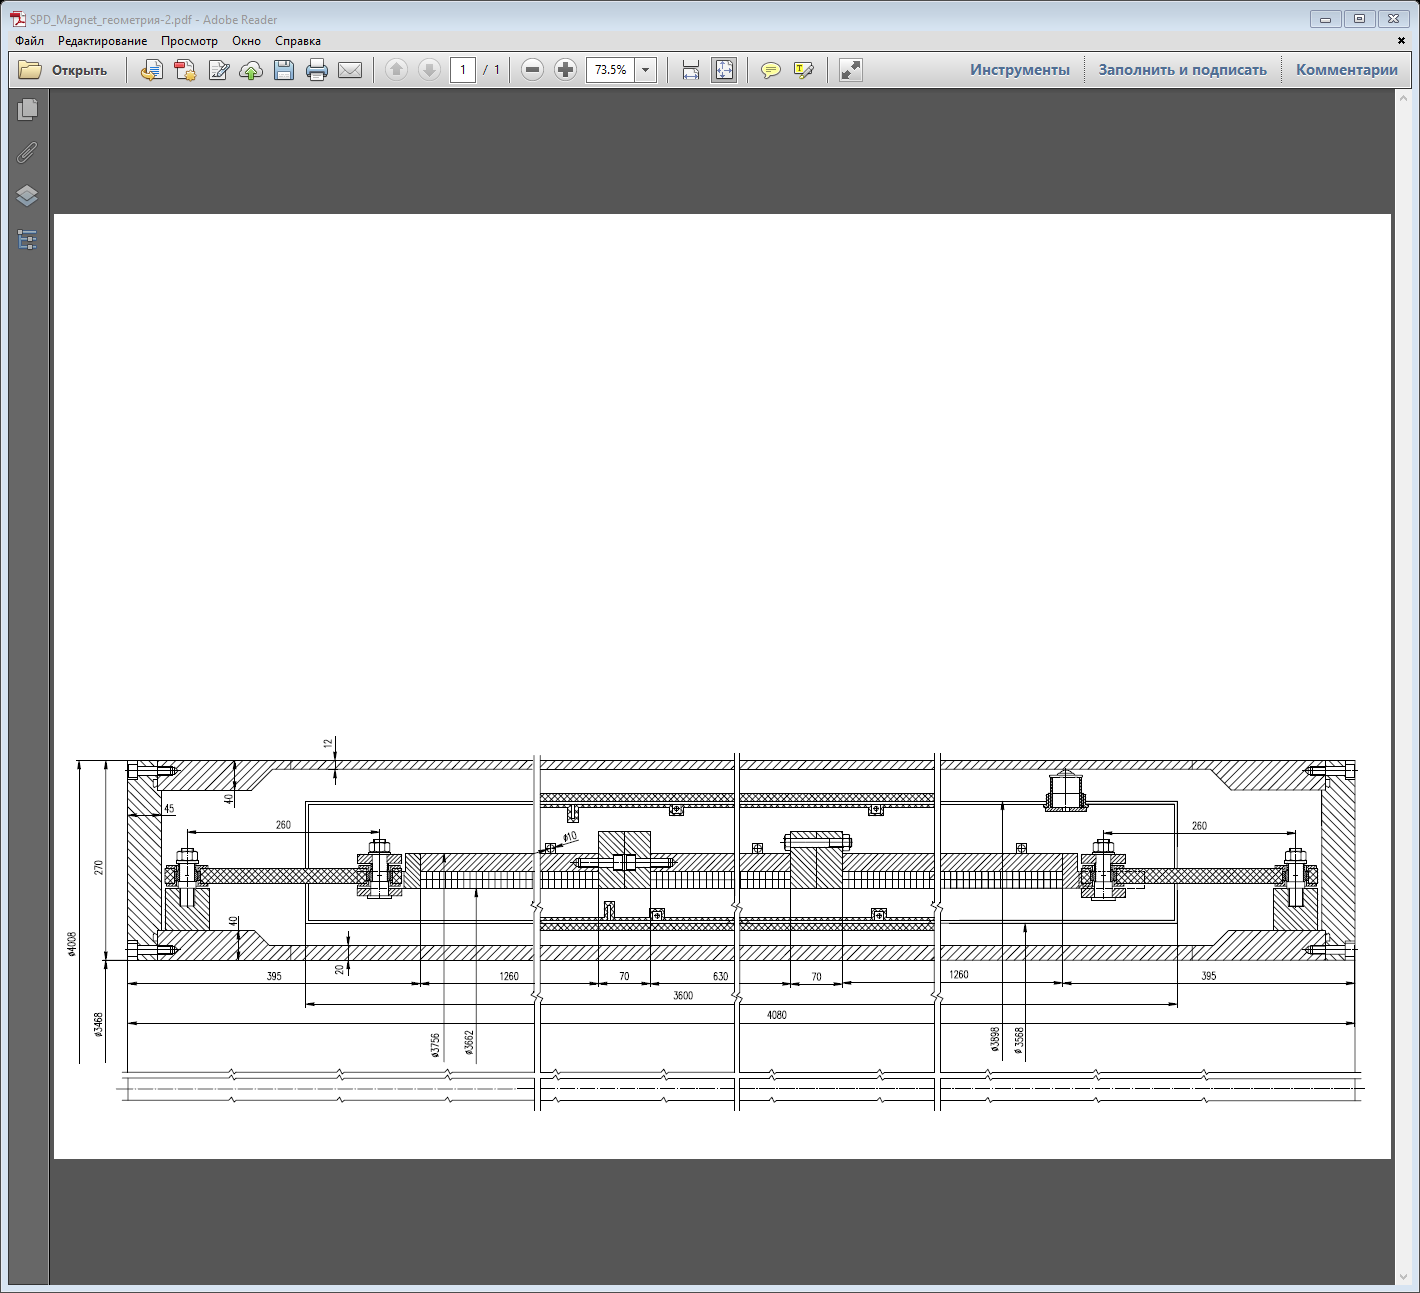 SPD_Magnet_геометрия-2.pdf - Adobe Reader
Файл Редактирование Просмотр Окно Справка
Открыть 1 / 1 73.5% Инструменты Заполнить и подписать Комментарии
12
40
45
260
260
ø10
270
40
ø4008
20
395 1260 70 630 70 1260 395
3600
4080
ø3468
ø3756
ø3662
ø3898
ø3568